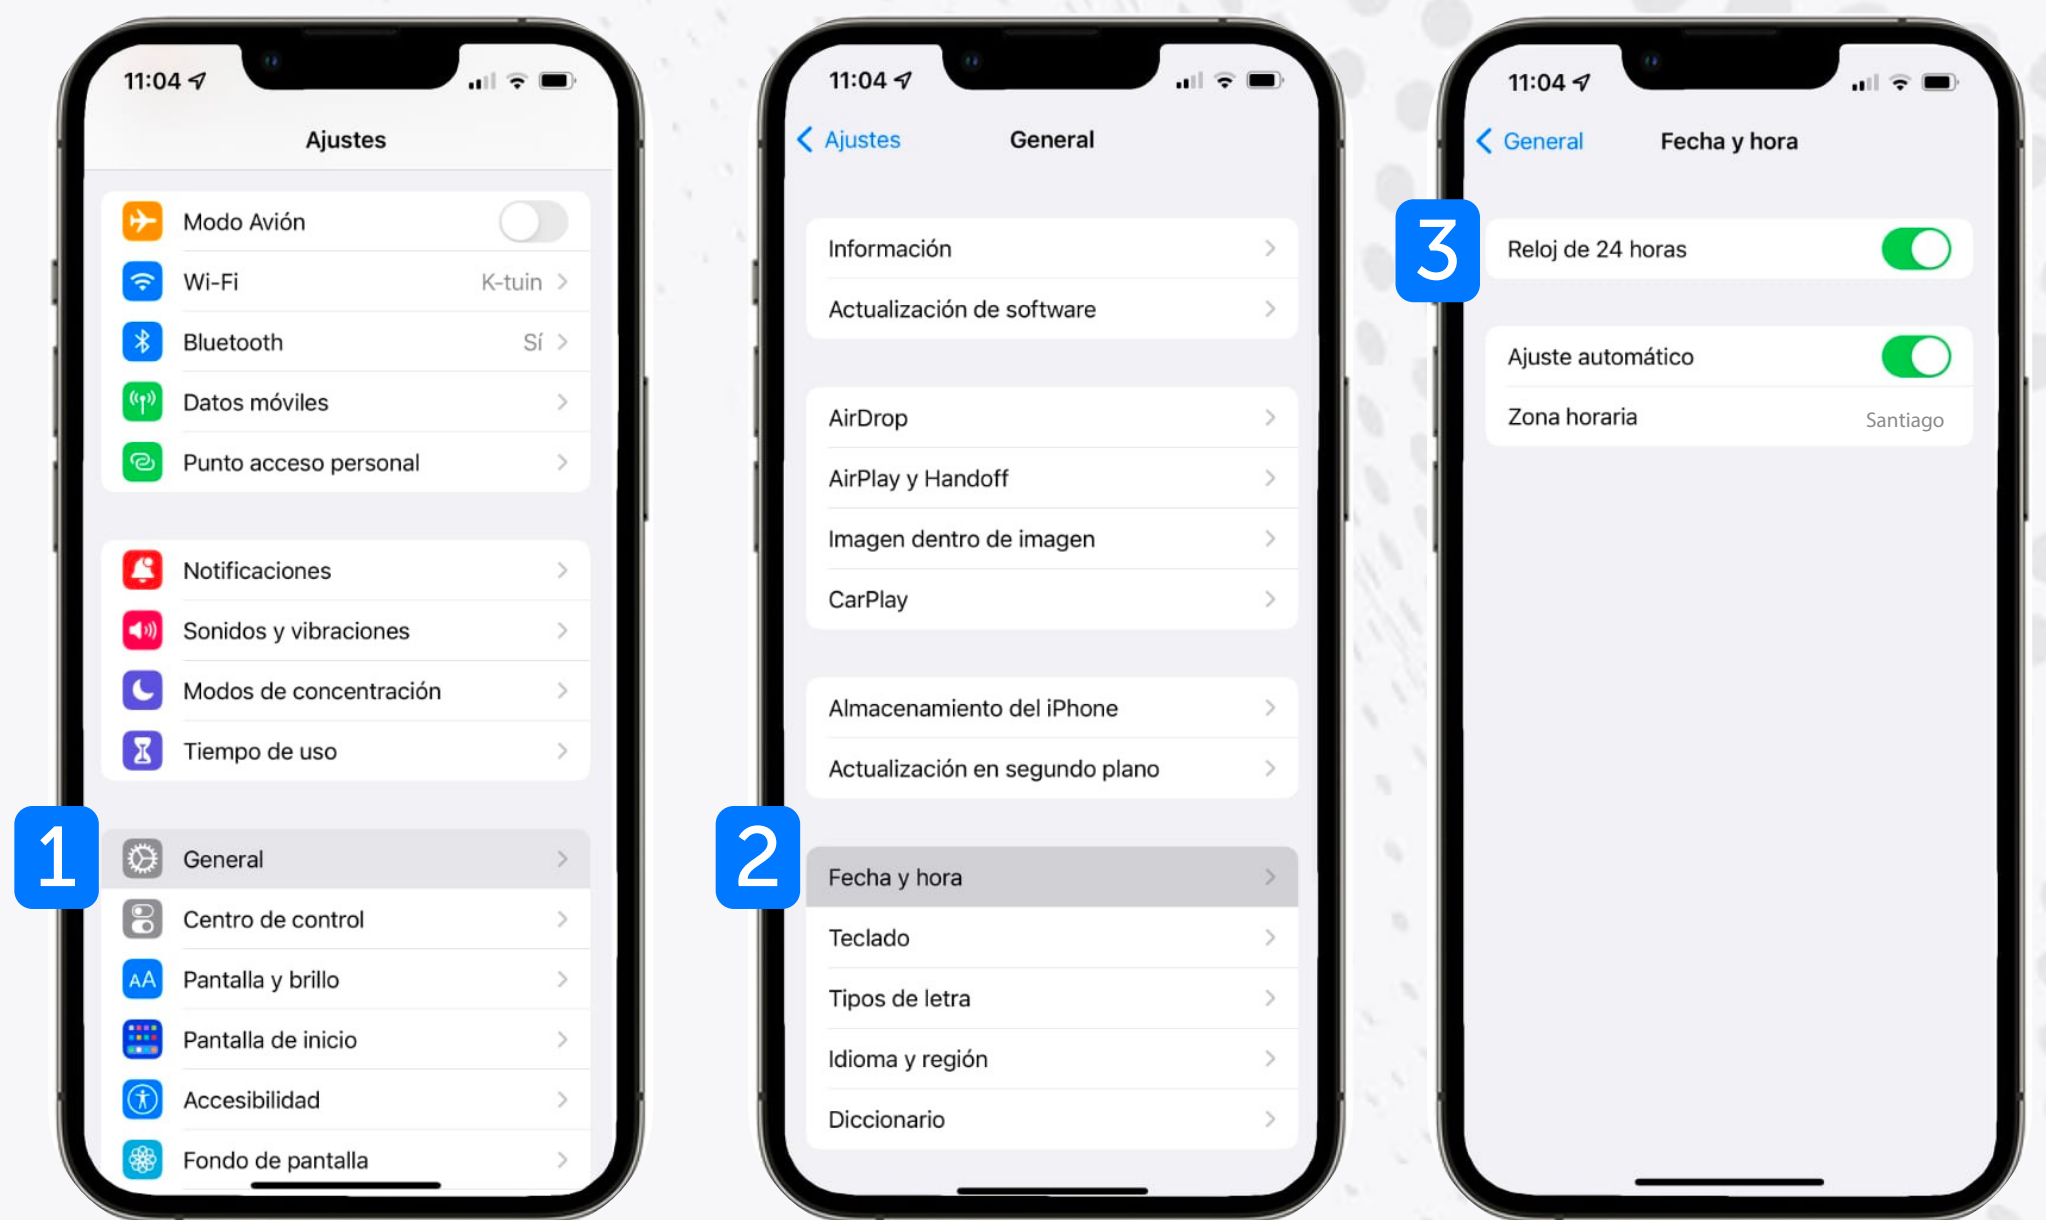 11:04
Ajustes
Modo Avión
Wi-Fi K-tuin
Bluetooth Sí
Datos móviles
Punto acceso personal
Notificaciones
Sonidos y vibraciones
Modos de concentración
Tiempo de uso
1
General
Centro de control
AA Pantalla y brillo
Pantalla de inicio
Accesibilidad
Fondo de pantalla
11:04
Ajustes General
Información
Actualización de software
AirDrop
AirPlay y Handoff
Imagen dentro de imagen
CarPlay
Almacenamiento del iPhone
Actualización en segundo plano
2
Fecha y hora
Teclado
Tipos de letra
Idioma y región
Diccionario
11:04
General Fecha y hora
3
Reloj de 24 horas
Ajuste automático
Zona horaria Santiago